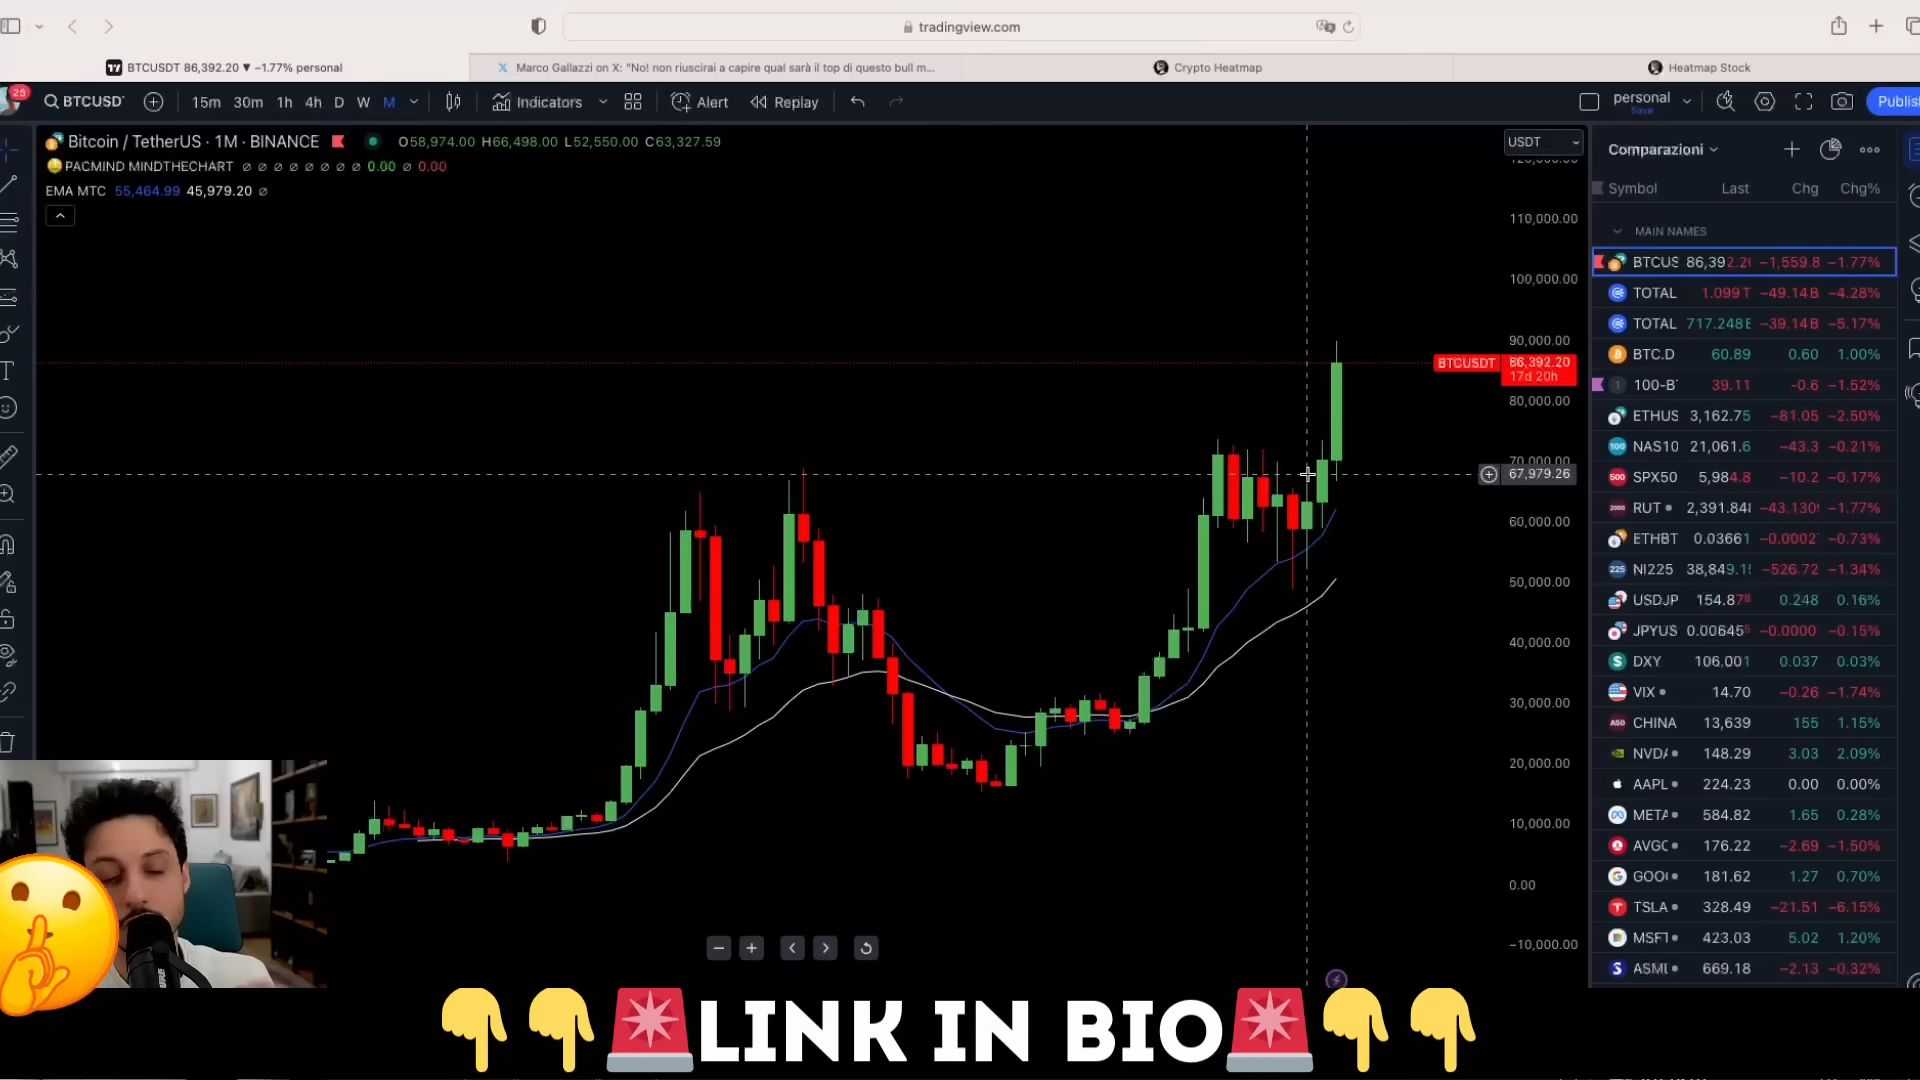 tradingview.com
BTCUSDT 86,392.20 ▼ −1.77% personal
Marco Gallazzi on X: "No! non riuscirai a capire qual sarà il top di questo bull m...
Crypto Heatmap
Heatmap Stock
25
BTCUSD
15m 30m 1h 4h D W M
Indicators
Alert
Replay
personal
Save
Publis
Bitcoin / TetherUS · 1M · BINANCE O58,974.00 H66,498.00 L52,550.00 C63,327.59
PACMIND MINDTHECHART ∅ ∅ ∅ ∅ ∅ ∅ ∅ ∅ 0.00 ∅ 0.00
EMA MTC 55,464.99 45,979.20 ∅
USDT
110,000.00
100,000.00
90,000.00
BTCUSDT 86,392.20
17d 20h
80,000.00
70,000.00
67,979.26
60,000.00
50,000.00
40,000.00
30,000.00
20,000.00
10,000.00
0.00
−10,000.00
Comparazioni
Symbol Last Chg Chg%
MAIN NAMES
BTCUS 86,392.2 −1,559.8 −1.77%
TOTAL 1.099T −49.14B −4.28%
TOTAL 717.248 −39.14B −5.17%
BTC.D 60.89 0.60 1.00%
100-B 39.11 −0.6 −1.52%
ETHUS 3,162.75 −81.05 −2.50%
NAS10 21,061.6 −43.3 −0.21%
SPX50 5,984.8 −10.2 −0.17%
RUT 2,391.84 −43.130 −1.77%
ETHBT 0.03661 −0.0002 −0.73%
NI225 38,849.1 −526.72 −1.34%
USDJP 154.878 0.248 0.16%
JPYUS 0.00645 −0.0000 −0.15%
DXY 106.001 0.037 0.03%
VIX 14.70 −0.26 −1.74%
CHINA 13,639 155 1.15%
NVDA 148.29 3.03 2.09%
AAPL 224.23 0.00 0.00%
META 584.82 1.65 0.28%
AVGO 176.22 −2.69 −1.50%
GOO 181.62 1.27 0.70%
TSLA 328.49 −21.51 −6.15%
MSFT 423.03 5.02 1.20%
ASML 669.18 −2.13 −0.32%
LINK IN BIO